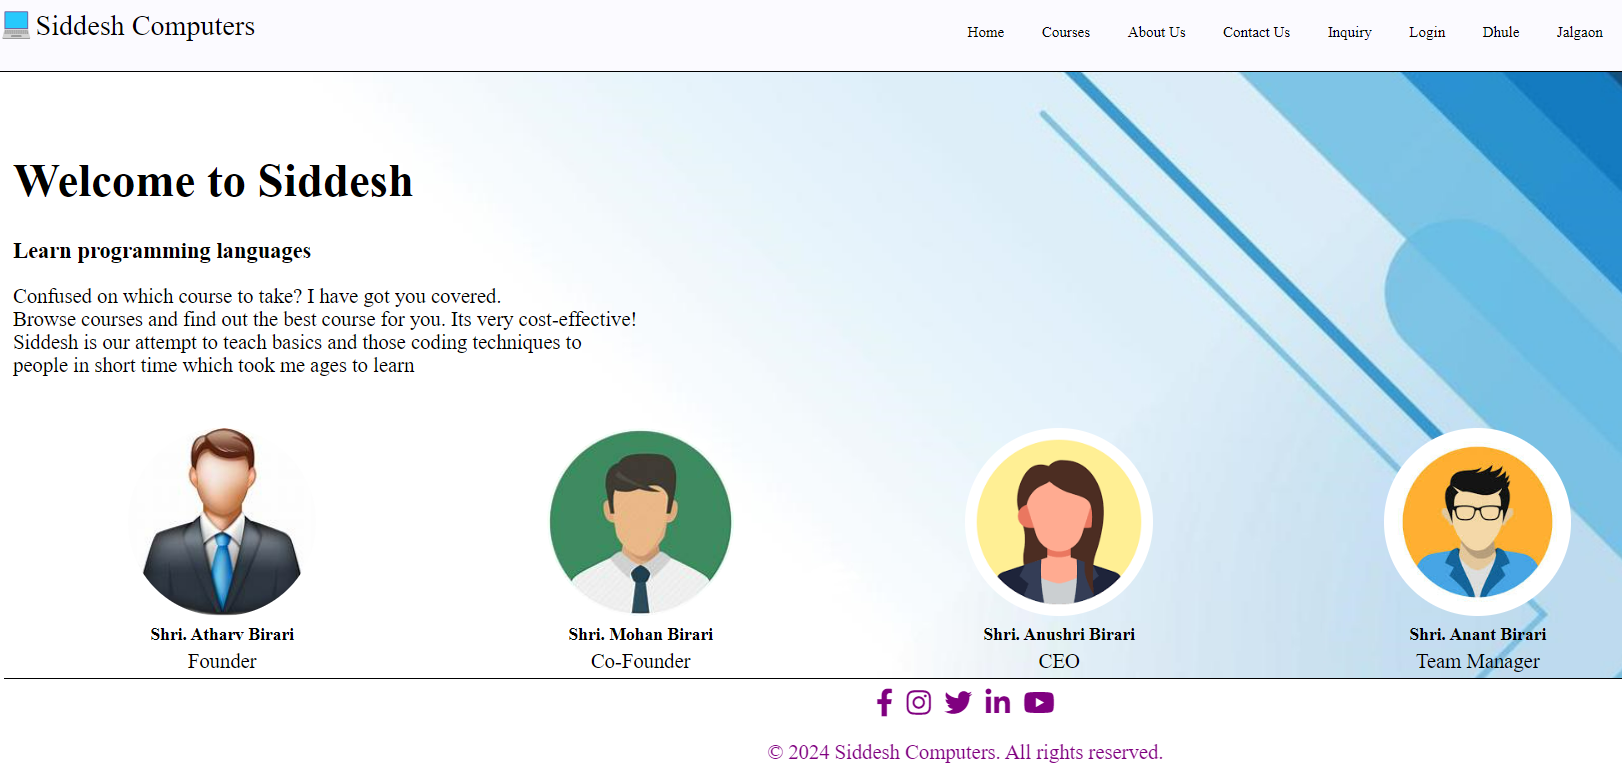 Siddesh Computers
Home Courses About Us Contact Us Inquiry Login Dhule Jalgaon
Welcome to Siddesh
Learn programming languages
Confused on which course to take? I have got you covered.
Browse courses and find out the best course for you. Its very cost-effective!
Siddesh is our attempt to teach basics and those coding techniques to
people in short time which took me ages to learn
Shri. Atharv Birari
Founder
Shri. Mohan Birari
Co-Founder
Shri. Anushri Birari
CEO
Shri. Anant Birari
Team Manager
© 2024 Siddesh Computers. All rights reserved.